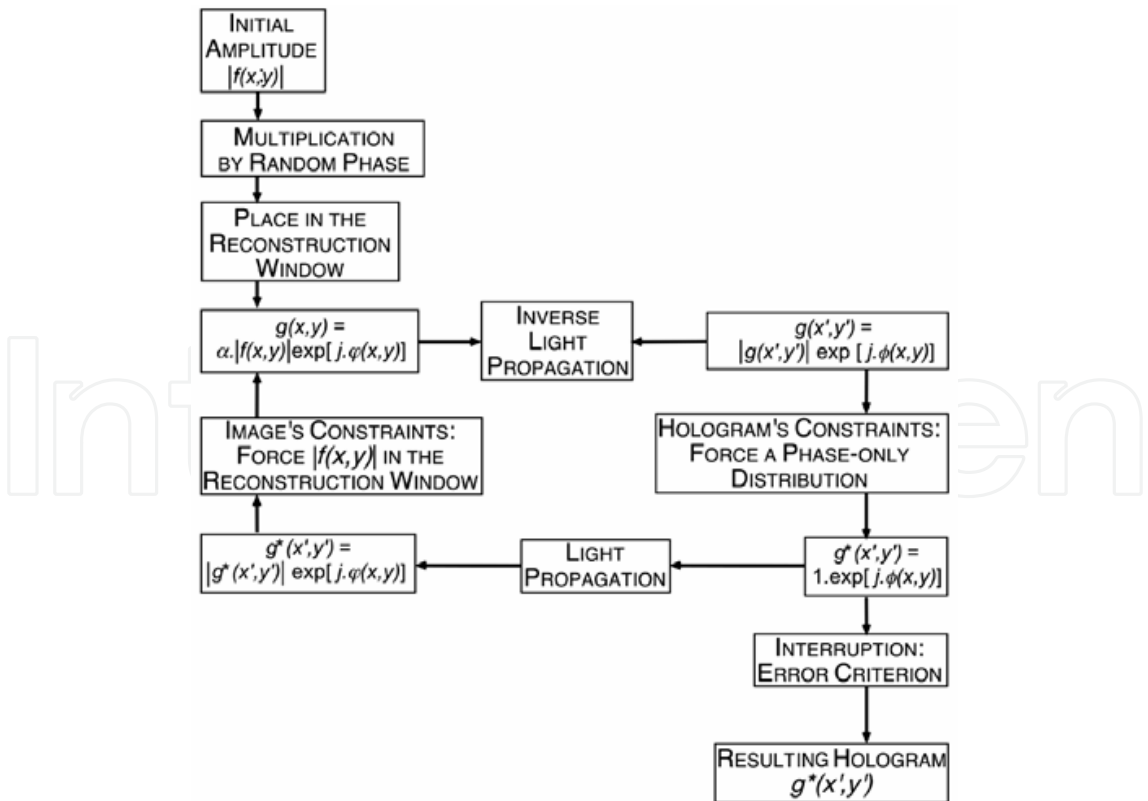 INITIAL
AMPLITUDE
|f(x,y)|
MULTIPLICATION
BY RANDOM PHASE
PLACE IN THE
RECONSTRUCTION
WINDOW
g(x,y) =
α.|f(x,y)|exp[ j.φ(x,y)]
INVERSE
LIGHT
PROPAGATION
g(x',y') =
|g(x',y')| exp [ j.ϕ(x,y)]
IMAGE'S CONSTRAINTS:
FORCE |f(x,y)| IN THE
RECONSTRUCTION WINDOW
HOLOGRAM'S CONSTRAINTS:
FORCE A PHASE-ONLY
DISTRIBUTION
g*(x',y') =
|g*(x',y')| exp[ j.φ(x,y)]
LIGHT
PROPAGATION
g*(x',y') =
1.exp[ j.ϕ(x,y)]
INTERRUPTION:
ERROR CRITERION
RESULTING HOLOGRAM
g*(x',y')